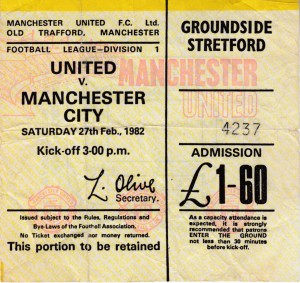 MANCHESTER UNITED F.C. Ltd.
OLD TRAFFORD, MANCHESTER
FOOTBALL LEAGUE–DIVISION 1
UNITED
V.
MANCHESTER
CITY
SATURDAY 27th Feb., 1982
Kick-off 3-00 p.m.
L. Olive
Secretary.
Issued subject to the Rules, Regulations and
Bye-Laws of the Football Association.
No Ticket exchanged nor money returned.
This portion to be retained
GROUNDSIDE
STRETFORD
MANCHESTER
UNITED
4237
ADMISSION
£1-60
As a capacity attendance is
expected, it is strongly
recommended that patrons
ENTER THE GROUND
not less than 30 minutes
before kick-off.